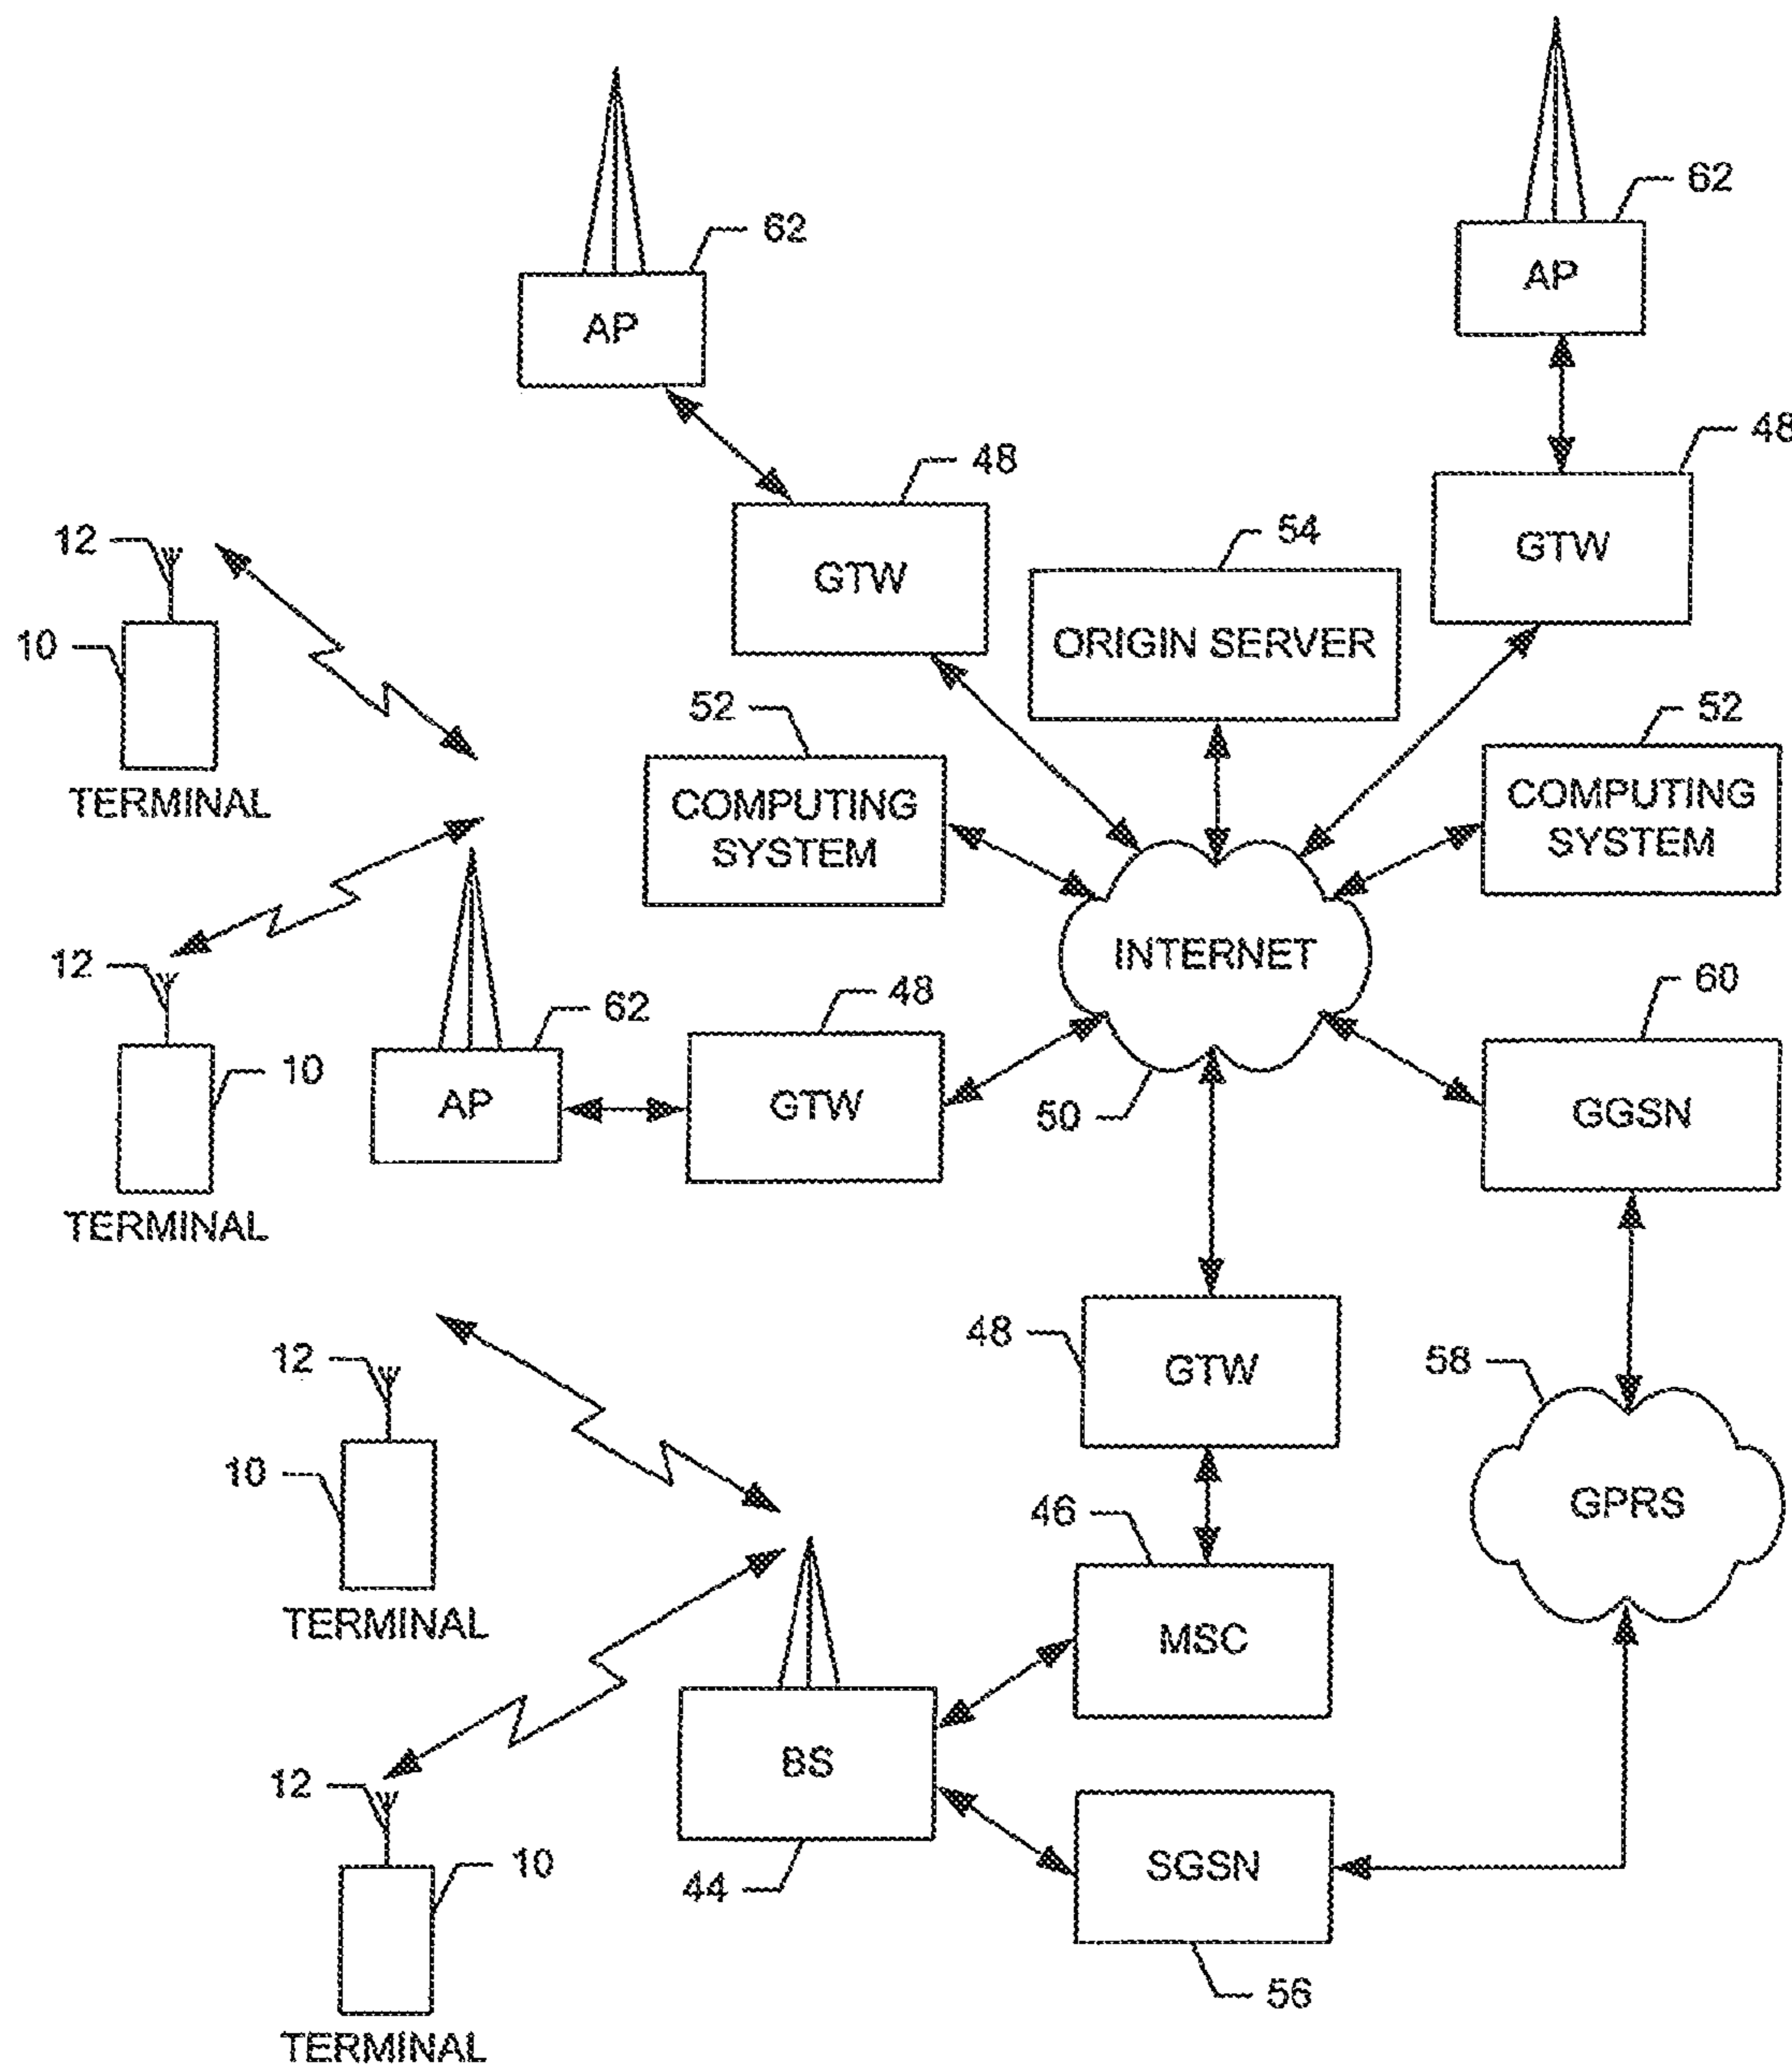 62
AP
62
AP
48
GTW
48
GTW
54
ORIGIN SERVER
12
10
TERMINAL
52
COMPUTING
SYSTEM
52
COMPUTING
SYSTEM
INTERNET
50
12
10
TERMINAL
62
AP
48
GTW
60
GGSN
48
GTW
58
GPRS
12
10
TERMINAL
46
MSC
BS
44
12
10
TERMINAL
SGSN
56